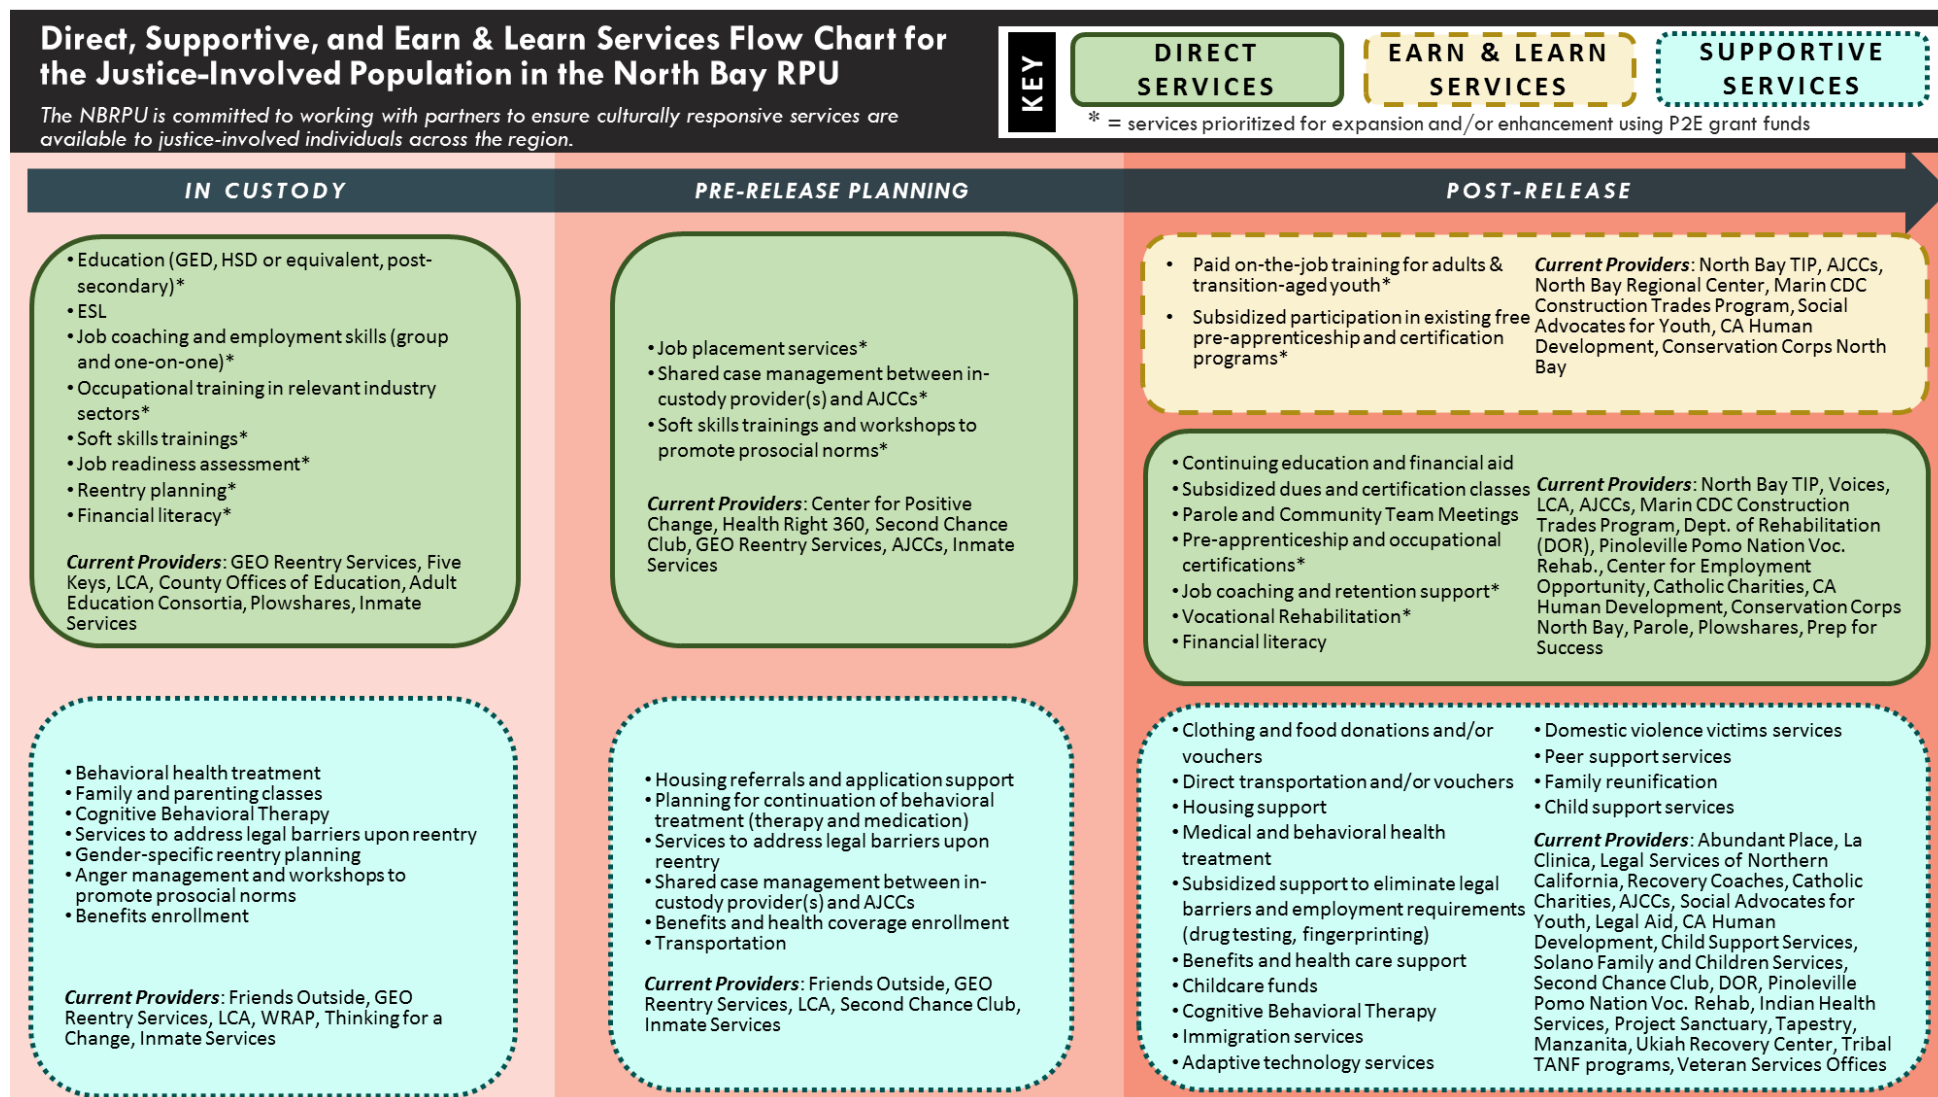 Direct, Supportive, and Earn & Learn Services Flow Chart for
the Justice-Involved Population in the North Bay RPU
The NBRPU is committed to working with partners to ensure culturally responsive services are
available to justice-involved individuals across the region.
KEY
DIRECT
SERVICES
EARN & LEARN
SERVICES
SUPPORTIVE
SERVICES
* = services prioritized for expansion and/or enhancement using P2E grant funds
IN CUSTODY
PRE-RELEASE PLANNING
POST-RELEASE
• Education (GED, HSD or equivalent, post-
secondary)*
• ESL
• Job coaching and employment skills (group
and one-on-one)*
• Occupational training in relevant industry
sectors*
• Soft skills trainings*
• Job readiness assessment*
• Reentry planning*
• Financial literacy*
Current Providers: GEO Reentry Services, Five
Keys, LCA, County Offices of Education, Adult
Education Consortia, Plowshares, Inmate
Services
• Behavioral health treatment
• Family and parenting classes
• Cognitive Behavioral Therapy
• Services to address legal barriers upon reentry
• Gender-specific reentry planning
• Anger management and workshops to
promote prosocial norms
• Benefits enrollment
Current Providers: Friends Outside, GEO
Reentry Services, LCA, WRAP, Thinking for a
Change, Inmate Services
• Job placement services*
• Shared case management between in-
custody provider(s) and AJCCs*
• Soft skills trainings and workshops to
promote prosocial norms*
Current Providers: Center for Positive
Change, Health Right 360, Second Chance
Club, GEO Reentry Services, AJCCs, Inmate
Services
• Housing referrals and application support
• Planning for continuation of behavioral
treatment (therapy and medication)
• Services to address legal barriers upon
reentry
• Shared case management between in-
custody provider(s) and AJCCs
• Benefits and health coverage enrollment
• Transportation
Current Providers: Friends Outside, GEO
Reentry Services, LCA, Second Chance Club,
Inmate Services
• Paid on-the-job training for adults &
transition-aged youth*
• Subsidized participation in existing free
pre-apprenticeship and certification
programs*
Current Providers: North Bay TIP, AJCCs,
North Bay Regional Center, Marin CDC
Construction Trades Program, Social
Advocates for Youth, CA Human
Development, Conservation Corps North
Bay
• Continuing education and financial aid
• Subsidized dues and certification classes
• Parole and Community Team Meetings
• Pre-apprenticeship and occupational
certifications*
• Job coaching and retention support*
• Vocational Rehabilitation*
• Financial literacy
Current Providers: North Bay TIP, Voices,
LCA, AJCCs, Marin CDC Construction
Trades Program, Dept. of Rehabilitation
(DOR), Pinoleville Pomo Nation Voc.
Rehab., Center for Employment
Opportunity, Catholic Charities, CA
Human Development, Conservation Corps
North Bay, Parole, Plowshares, Prep for
Success
• Clothing and food donations and/or
vouchers
• Direct transportation and/or vouchers
• Housing support
• Medical and behavioral health
treatment
• Subsidized support to eliminate legal
barriers and employment requirements
(drug testing, fingerprinting)
• Benefits and health care support
• Childcare funds
• Cognitive Behavioral Therapy
• Immigration services
• Adaptive technology services
• Domestic violence victims services
• Peer support services
• Family reunification
• Child support services
Current Providers: Abundant Place, La
Clinica, Legal Services of Northern
California, Recovery Coaches, Catholic
Charities, AJCCs, Social Advocates for
Youth, Legal Aid, CA Human
Development, Child Support Services,
Solano Family and Children Services,
Second Chance Club, DOR, Pinoleville
Pomo Nation Voc. Rehab, Indian Health
Services, Project Sanctuary, Tapestry,
Manzanita, Ukiah Recovery Center, Tribal
TANF programs, Veteran Services Offices